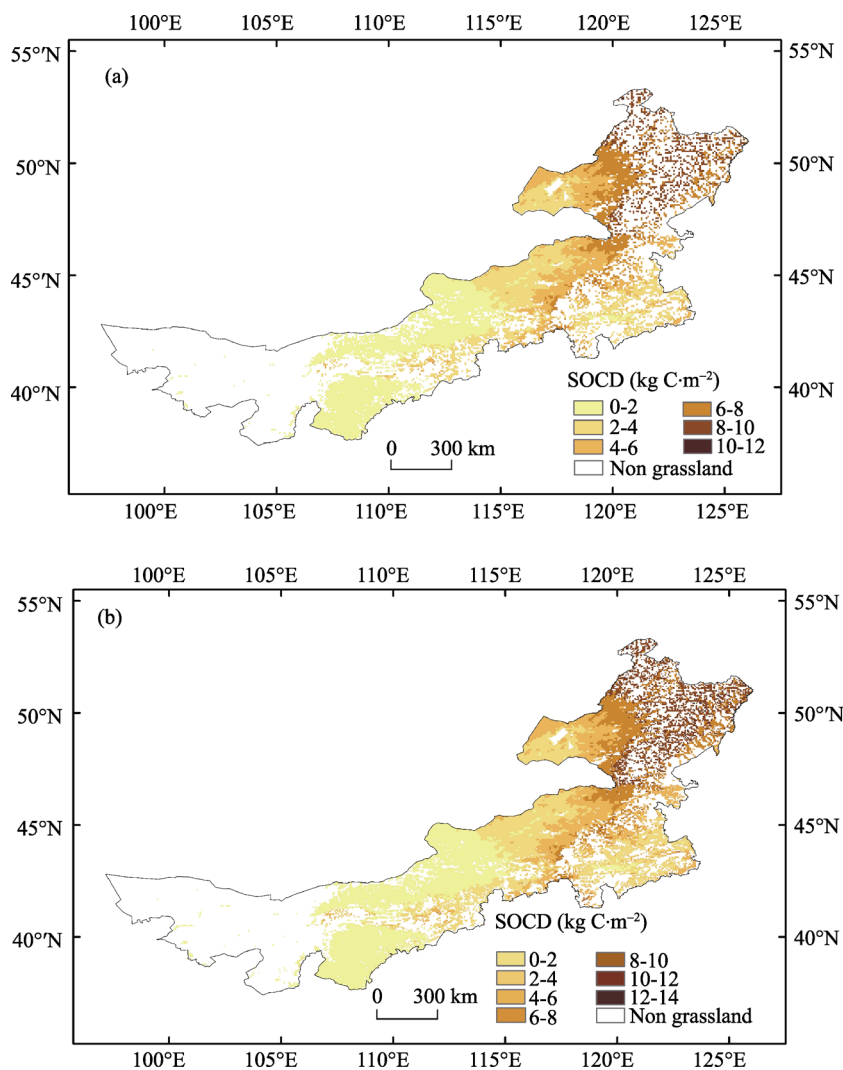 100°E 105°E 110°E 115°E 120°E 125°E
55°N 55°N
(a)
50°N 50°N
45°N 45°N
SOCD (kg C·m⁻²)
40°N 0-2 6-8 40°N
2-4 8-10
0 300 km 4-6 10-12
Non grassland
100°E 105°E 110°E 115°E 120°E 125°E
100°E 105°E 110°E 115°E 120°E 125°E
55°N 55°N
(b)
50°N 50°N
45°N 45°N
SOCD (kg C·m⁻²)
40°N 40°N
0-2 8-10
2-4 10-12
0 300 km 4-6 12-14
6-8 Non grassland
100°E 105°E 110°E 115°E 120°E 125°E